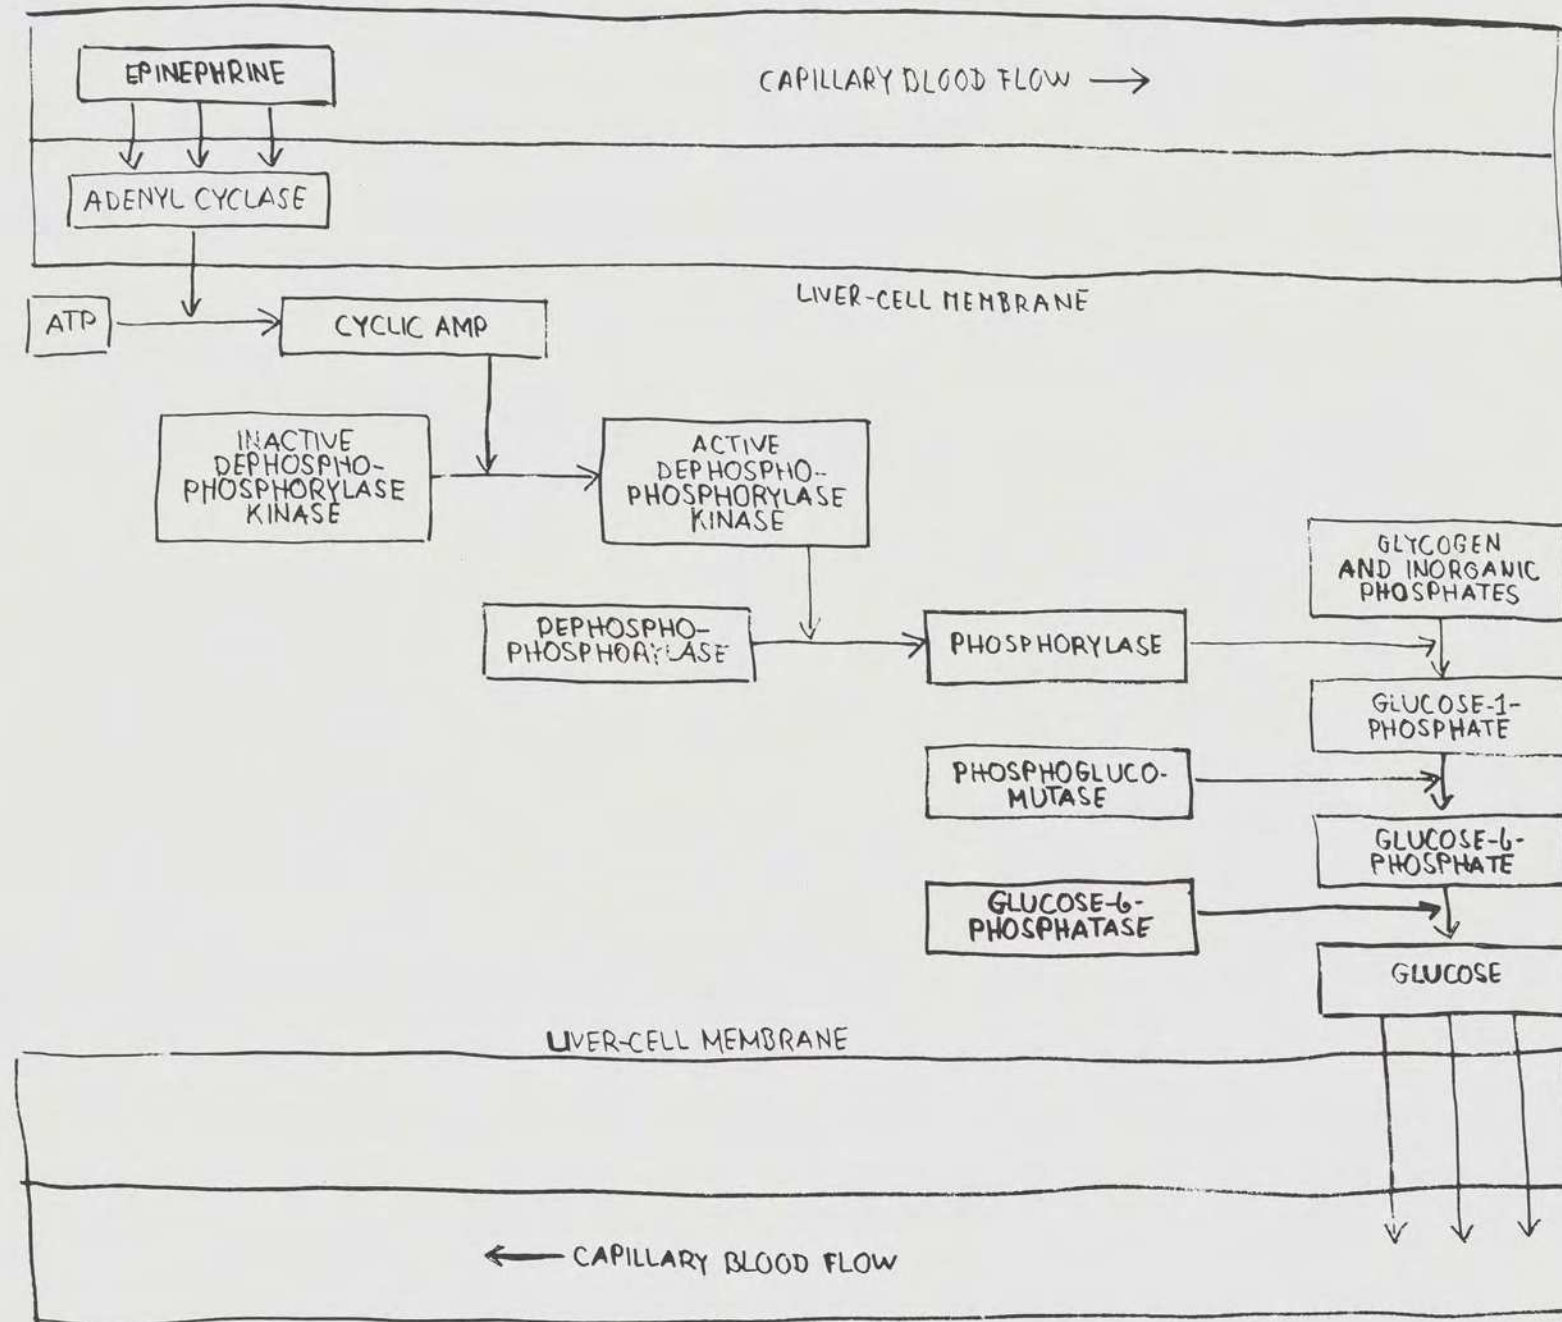 EPINEPHRINE
CAPILLARY BLOOD FLOW →
ADENYL CYCLASE
LIVER-CELL MEMBRANE
ATP
CYCLIC AMP
INACTIVE
DEPHOSPHO-
PHOSPHORYLASE
KINASE
ACTIVE
DEPHOSPHO-
PHOSPHORYLASE
KINASE
GLYCOGEN
AND INORGANIC
PHOSPHATES
DEPHOSPHO-
PHOSPHORYLASE
PHOSPHORYLASE
GLUCOSE-1-
PHOSPHATE
PHOSPHOGLUCO-
MUTASE
GLUCOSE-6-
PHOSPHATE
GLUCOSE-6-
PHOSPHATASE
GLUCOSE
LIVER-CELL MEMBRANE
← CAPILLARY BLOOD FLOW